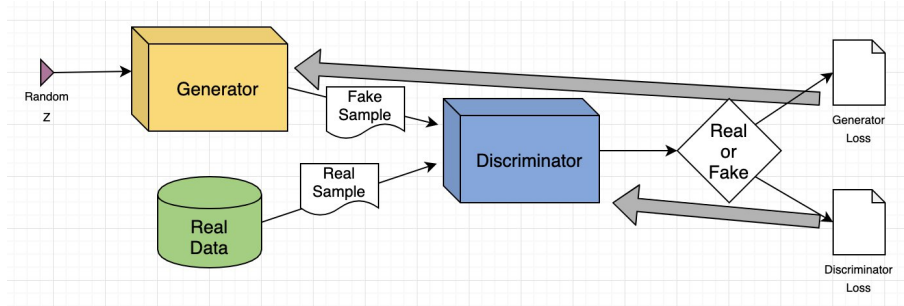 Random
Z
Generator
Fake
Sample
Real
Data
Real
Sample
Discriminator
Real
or
Fake
Generator
Loss
Discriminator
Loss